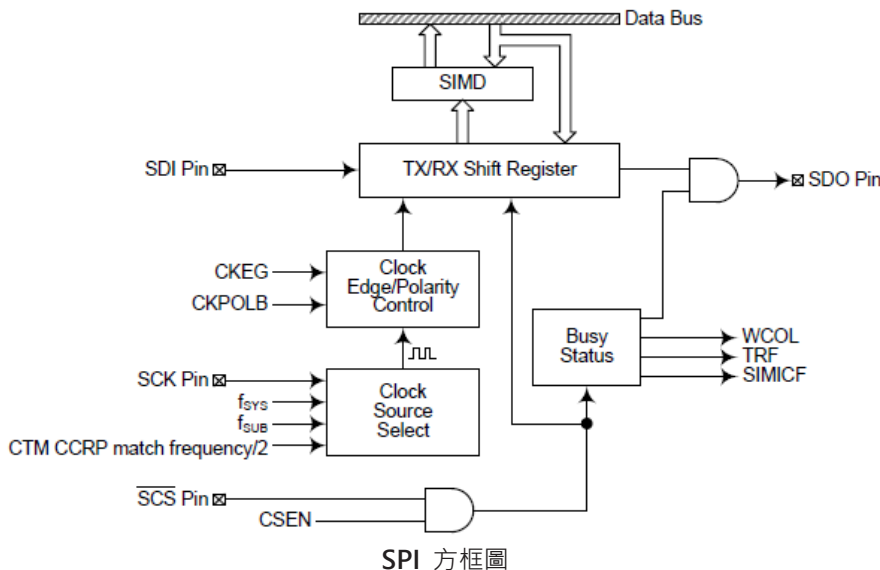 Data Bus
SIMD
SDI Pin
TX/RX Shift Register
SDO Pin
CKEG
CKPOLB
Clock
Edge/Polarity
Control
Busy
Status
WCOL
TRF
SIMICF
SCK Pin
fSYS
fSUB
CTM CCRP match frequency/2
Clock
Source
Select
SCS Pin
CSEN
SPI 方框圖